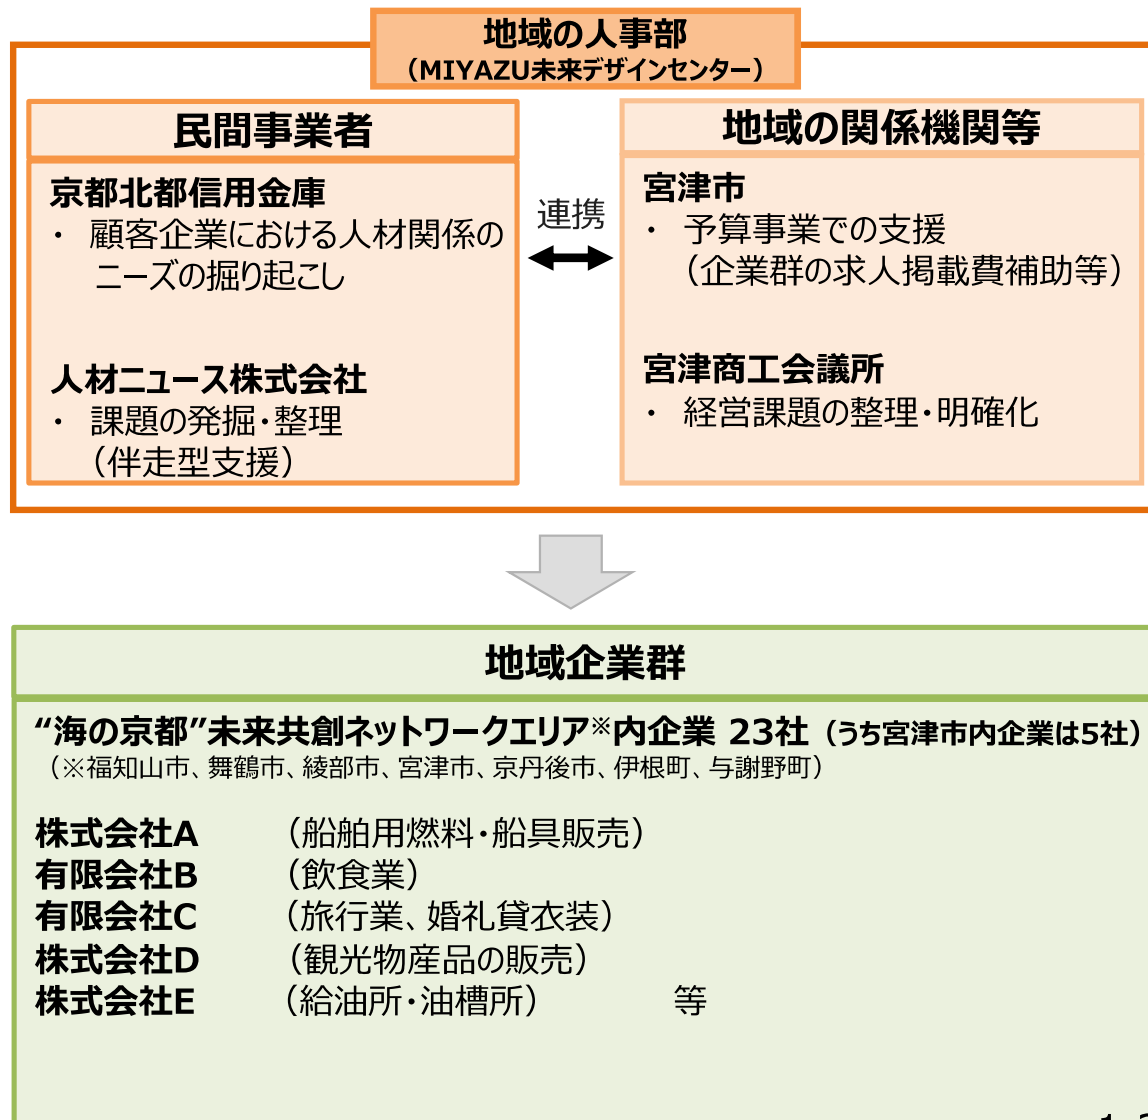 地域の人事部
（MIYAZU未来デザインセンター）
民間事業者
京都北都信用金庫
・ 顧客企業における人材関係の
ニーズの掘り起こし
人材ニュース株式会社
・ 課題の発掘・整理
（伴走型支援）
連携
地域の関係機関等
宮津市
・ 予算事業での支援
（企業群の求人掲載費補助等）
宮津商工会議所
・ 経営課題の整理・明確化
地域企業群
“海の京都”未来共創ネットワークエリア※内企業 23社（うち宮津市内企業は5社）
（※福知山市、舞鶴市、綾部市、宮津市、京丹後市、伊根町、与謝野町）
株式会社A （船舶用燃料・船具販売）
有限会社B （飲食業）
有限会社C （旅行業、婚礼貸衣装）
株式会社D （観光物産品の販売）
株式会社E （給油所・油槽所） 等